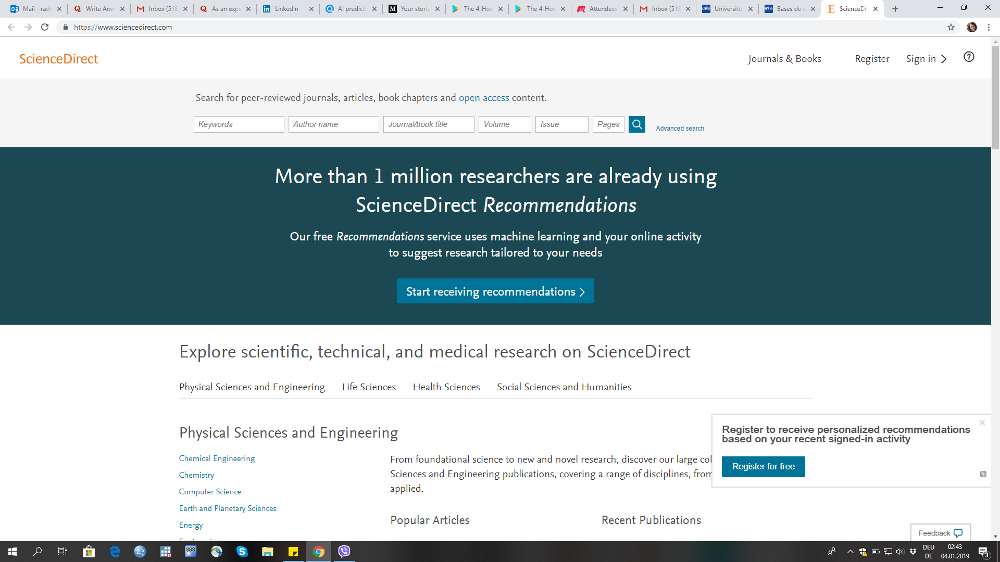 Mail - radn
Write Ansv
Inbox (518
As an expe
LinkedIn
AI predicti
Your storie
The 4-Hou
The 4-Hou
Attendees
Inbox (518
Université
Bases de d
ScienceDir
https://www.sciencedirect.com
ScienceDirect
Journals & Books
Register
Sign in
Search for peer-reviewed journals, articles, book chapters and open access content.
Keywords
Author name
Journal/book title
Volume
Issue
Pages
Advanced search
More than 1 million researchers are already using
ScienceDirect Recommendations
Our free Recommendations service uses machine learning and your online activity
to suggest research tailored to your needs
Start receiving recommendations
Explore scientific, technical, and medical research on ScienceDirect
Physical Sciences and Engineering
Life Sciences
Health Sciences
Social Sciences and Humanities
Physical Sciences and Engineering
Chemical Engineering
Chemistry
Computer Science
Earth and Planetary Sciences
Energy
From foundational science to new and novel research, discover our large col
Sciences and Engineering publications, covering a range of disciplines, from
applied.
Popular Articles
Recent Publications
Register to receive personalized recommendations
based on your recent signed-in activity
Register for free
Feedback
DEU
DE
02:43
04.01.2019
3